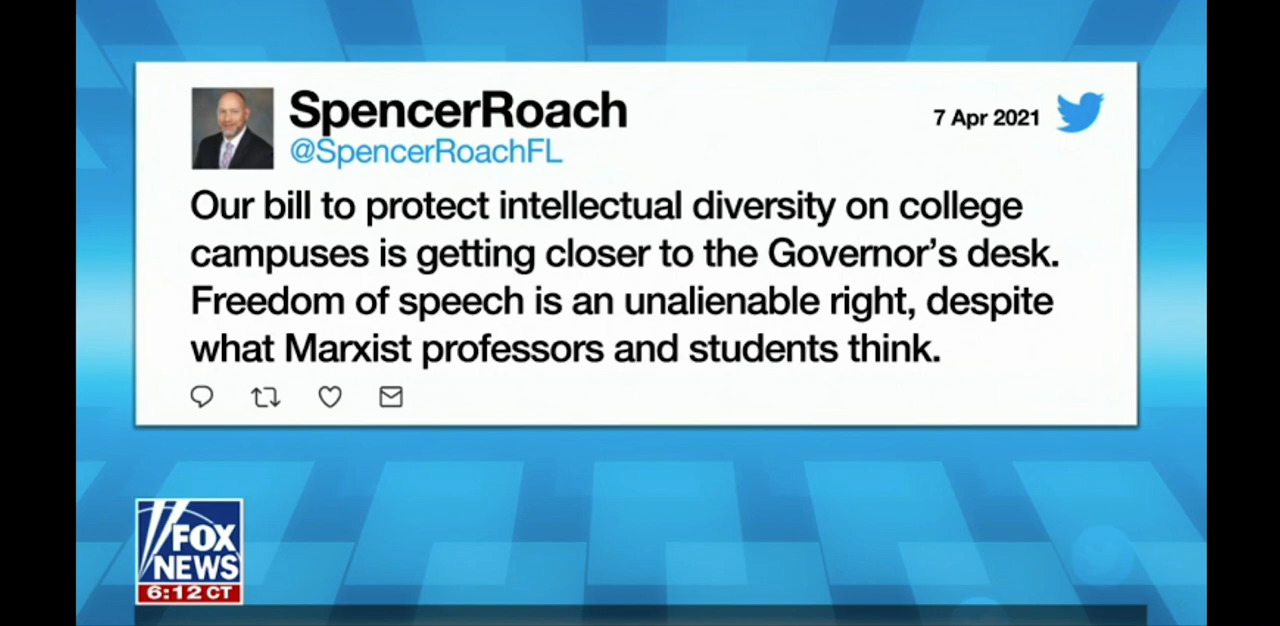 SpencerRoach
7 Apr 2021
@SpencerRoachFL
Our bill to protect intellectual diversity on college
campuses is getting closer to the Governor’s desk.
Freedom of speech is an unalienable right, despite
what Marxist professors and students think.
FOX
NEWS
6:12 CT